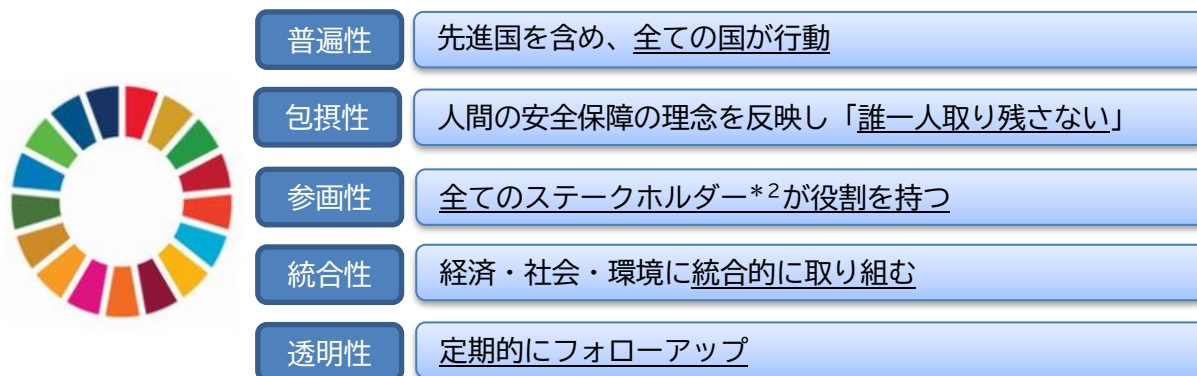 普遍性 先進国を含め、全ての国が行動
包摂性 人間の安全保障の理念を反映し「誰一人取り残さない」
参画性 全てのステークホルダー*2が役割を持つ
統合性 経済・社会・環境に統合的に取り組む
透明性 定期的にフォローアップ